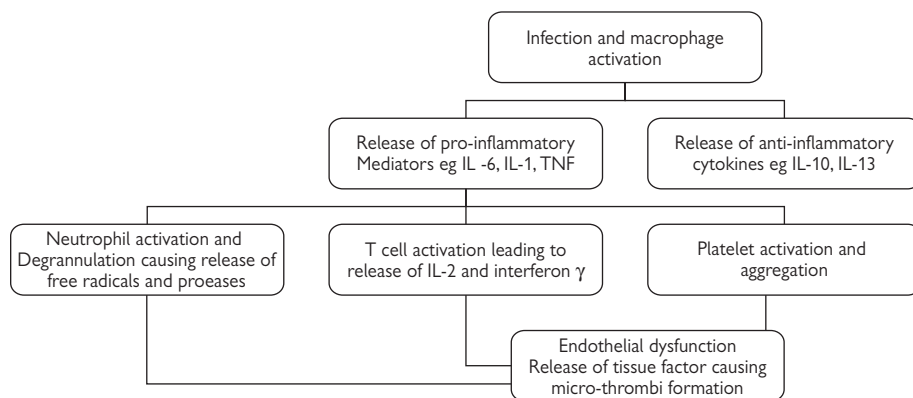 Infection and macrophage
activation
Release of pro-inflammatory
Mediators eg IL -6, IL-1, TNF
Release of anti-inflammatory
cytokines eg IL-10, IL-13
Neutrophil activation and
Degrannulation causing release of
free radicals and proeases
T cell activation leading to
release of IL-2 and interferon γ
Platelet activation and
aggregation
Endothelial dysfunction
Release of tissue factor causing
micro-thrombi formation